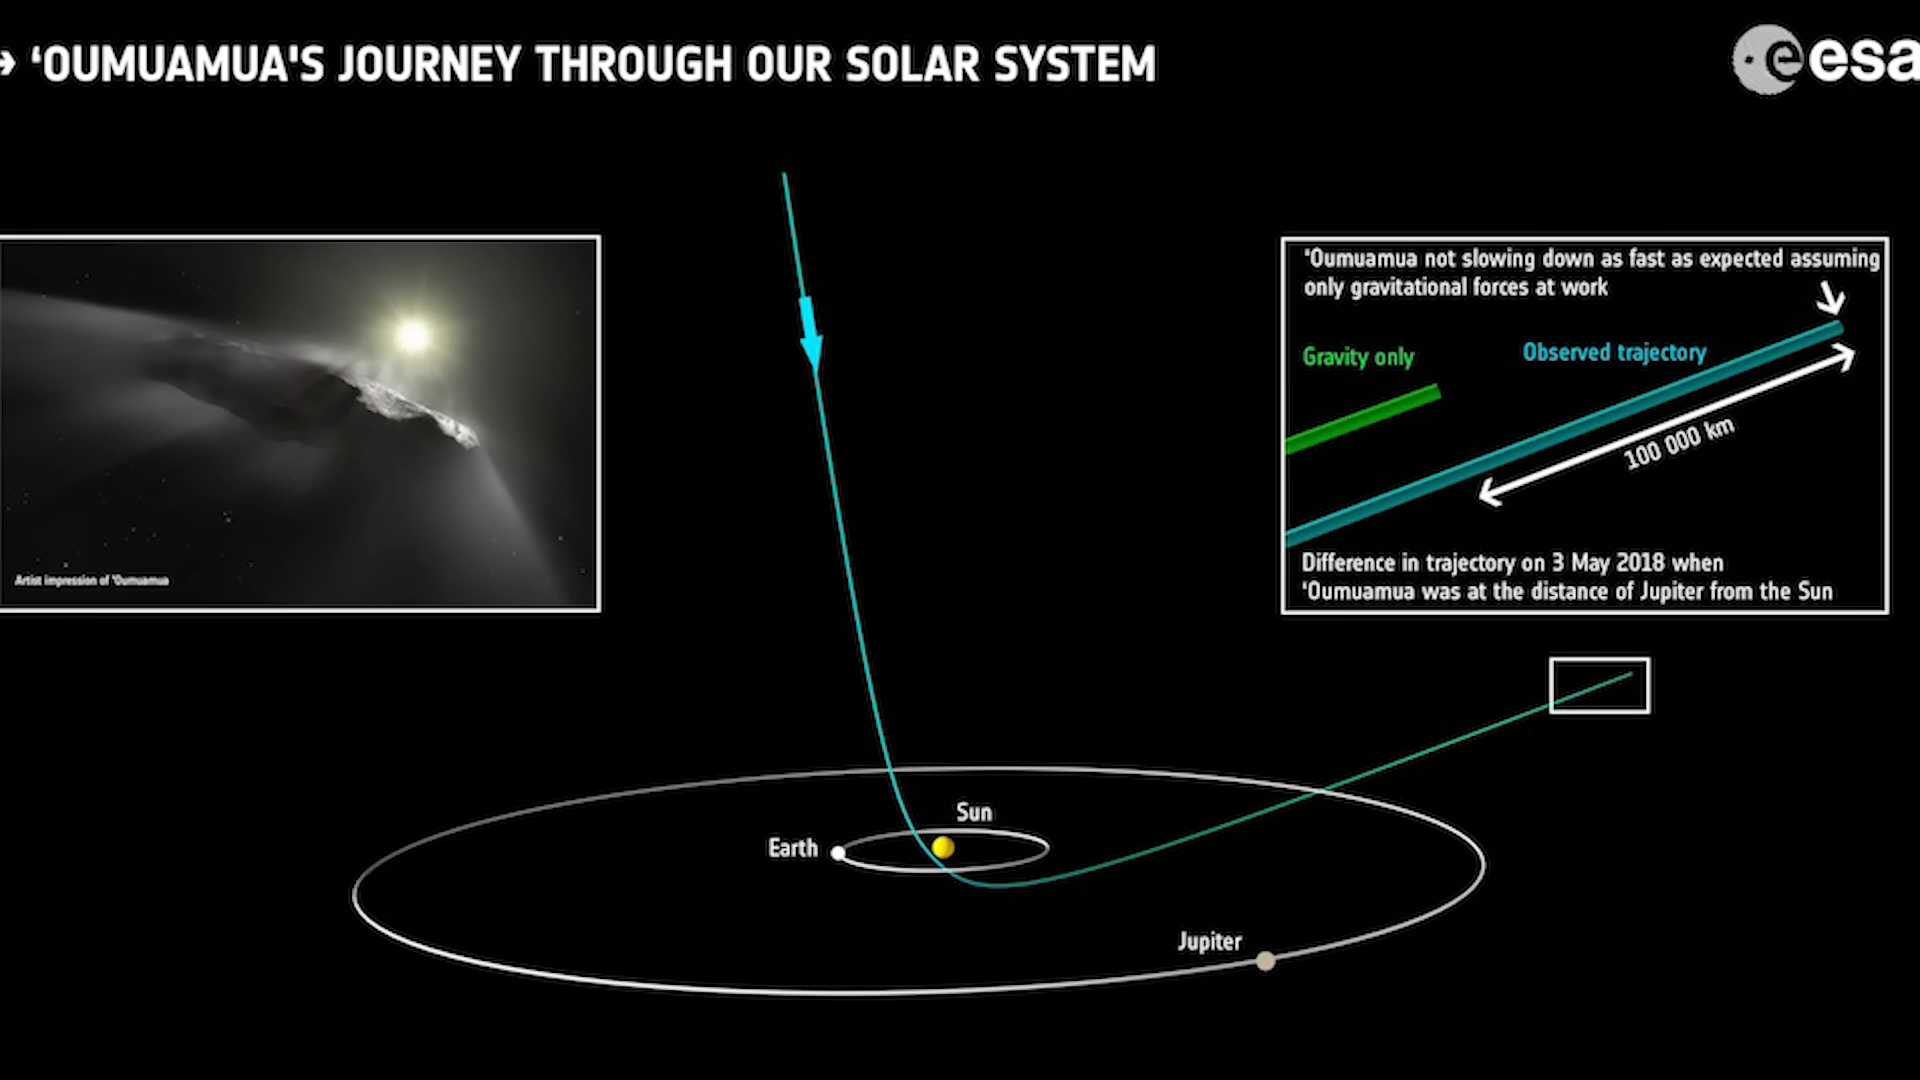 → ‘OUMUAMUA'S JOURNEY THROUGH OUR SOLAR SYSTEM
esa
Artist impression of ‘Oumuamua
‘Oumuamua not slowing down as fast as expected assuming
only gravitational forces at work
Gravity only
Observed trajectory
100 000 km
Difference in trajectory on 3 May 2018 when
‘Oumuamua was at the distance of Jupiter from the Sun
Sun
Earth
Jupiter